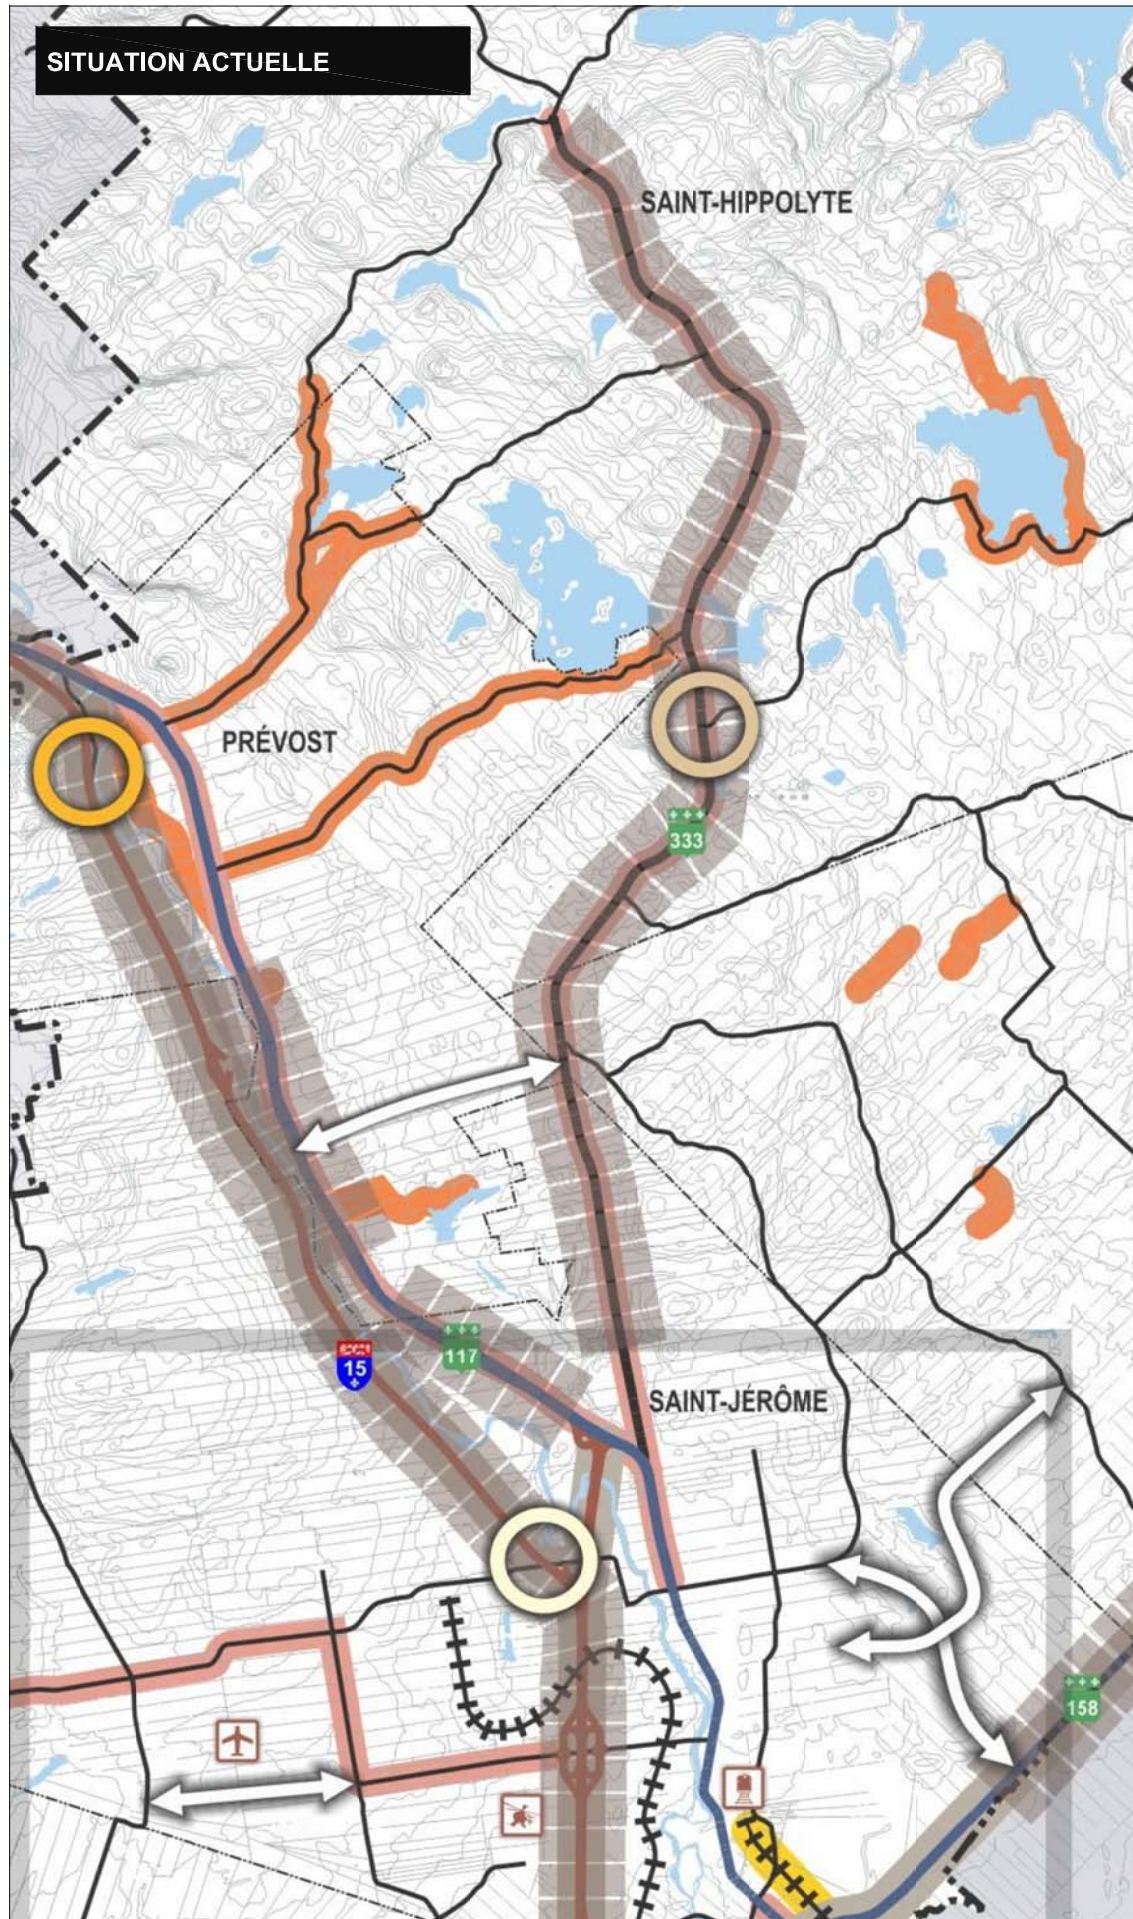 SITUATION ACTUELLE
SAINT-HIPPOLYTE
PRÉVOST
333
15
117
SAINT-JÉRÔME
158